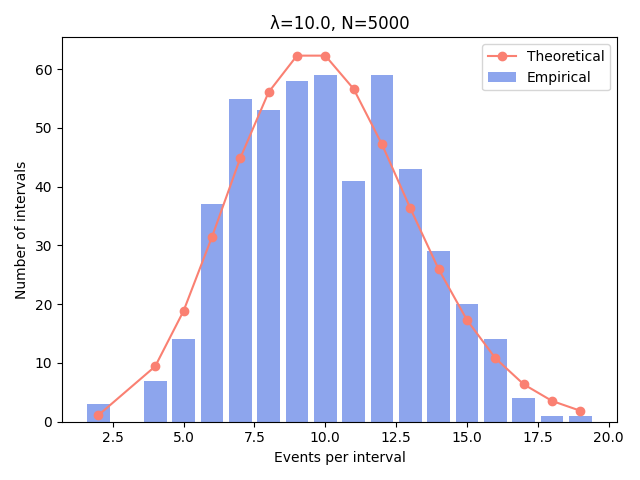 λ=10.0, N=5000
Theoretical
Empirical
Number of intervals
60
50
40
30
20
10
0
2.5 5.0 7.5 10.0 12.5 15.0 17.5 20.0
Events per interval